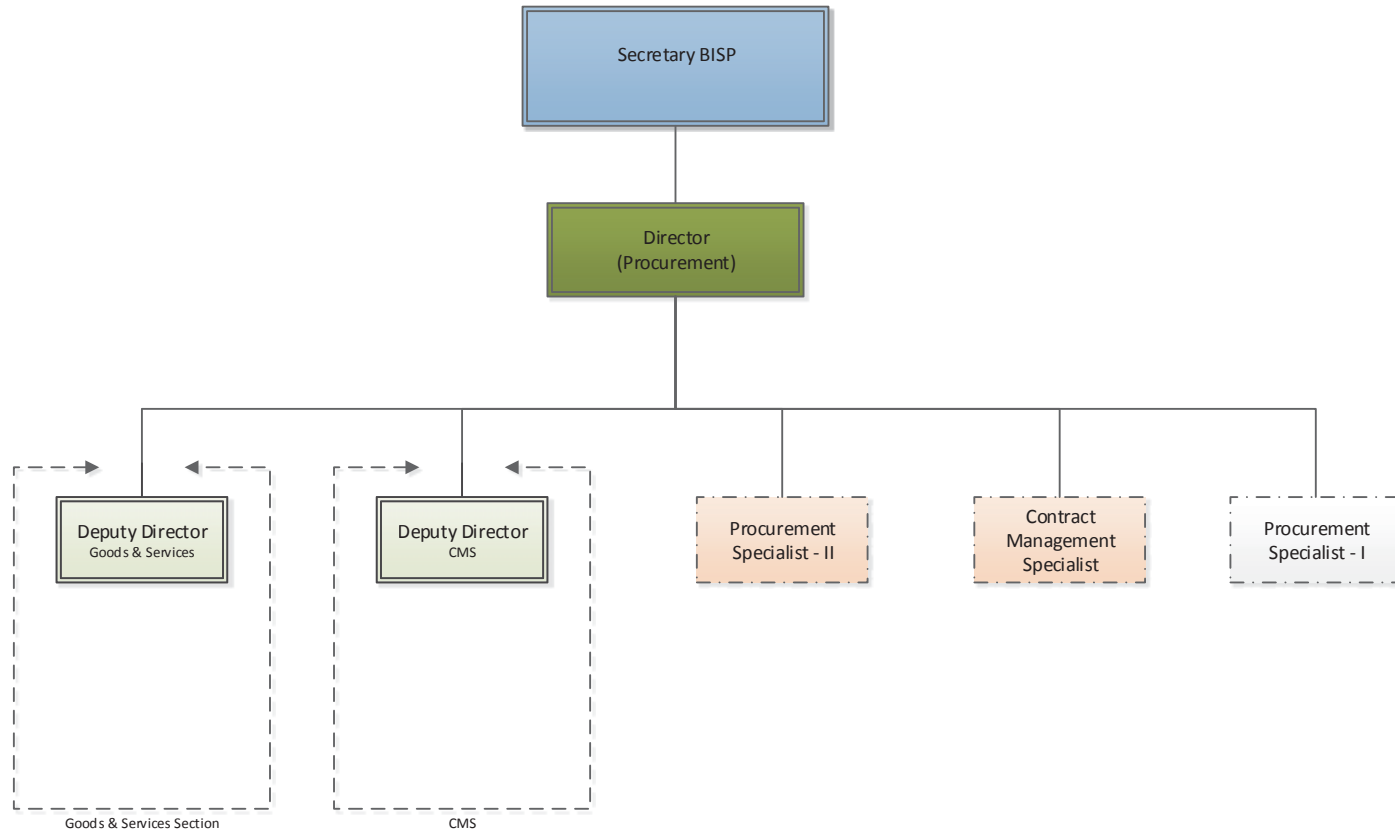 Secretary BISP
Director
(Procurement)
Deputy Director
Goods & Services
Deputy Director
CMS
Procurement
Specialist - II
Contract
Management
Specialist
Procurement
Specialist - I
Goods & Services Section
CMS